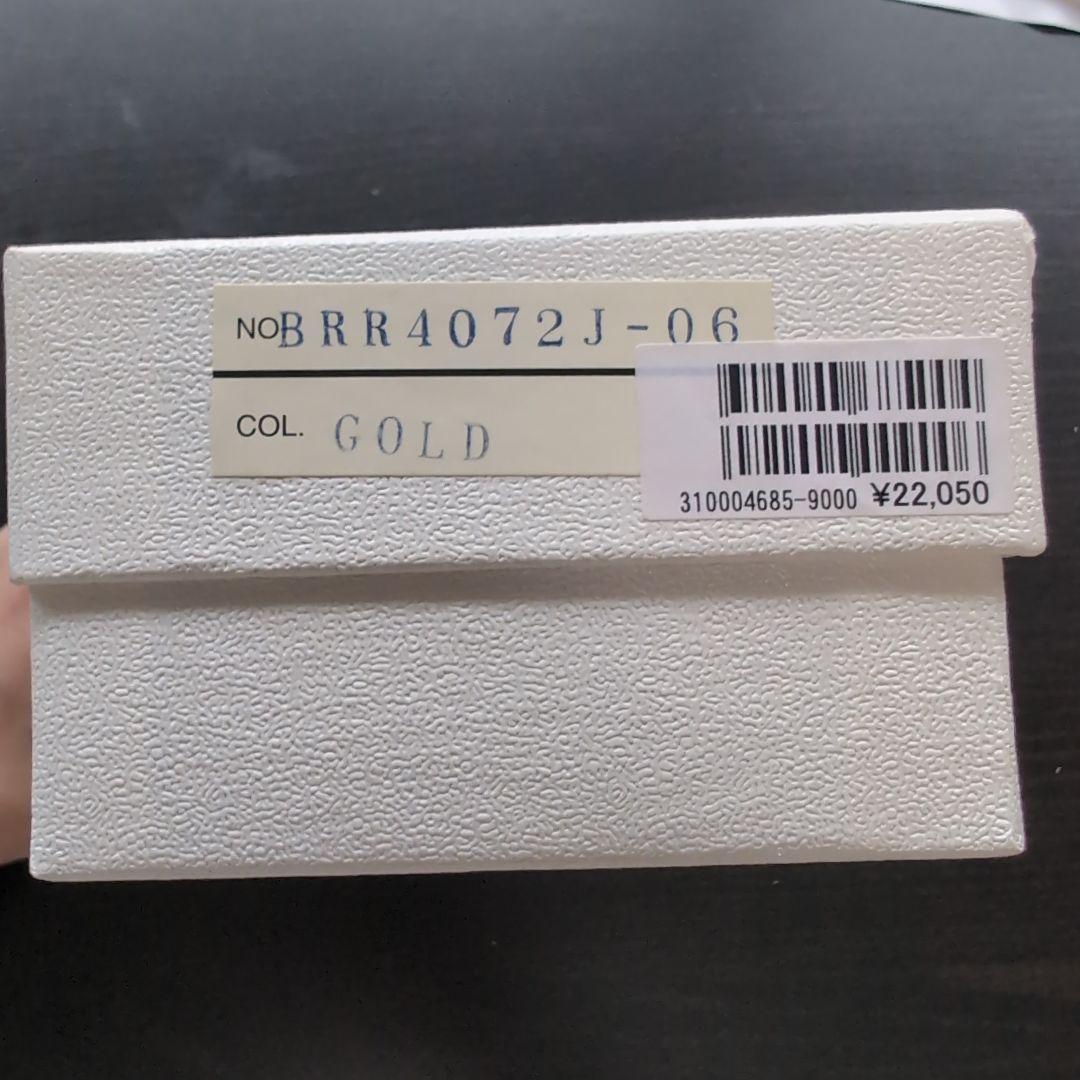 NO BRR4072J-06
COL. GOLD
310004685-9000 ¥22,050